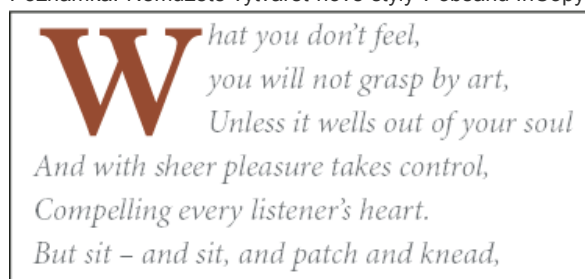 What you don't feel,
you will not grasp by art,
Unless it wells out of your soul
And with sheer pleasure takes control,
Compelling every listener's heart.
But sit – and sit, and patch and knead,